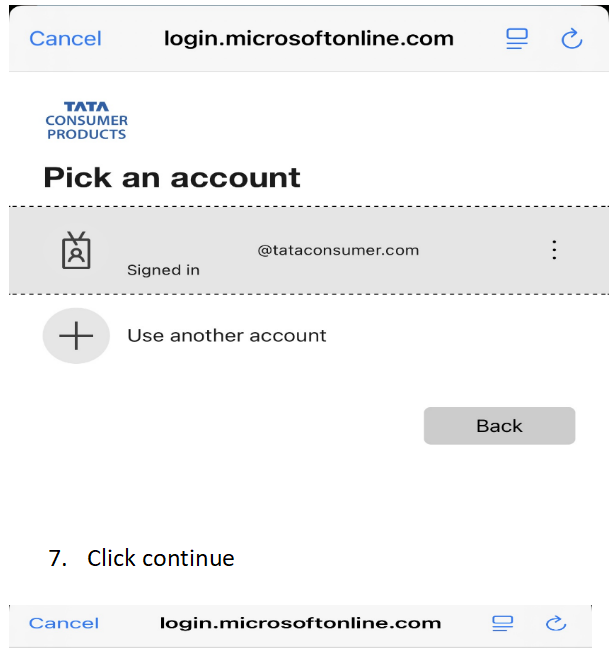 Cancel login.microsoftonline.com
TATA
CONSUMER
PRODUCTS
Pick an account
@tataconsumer.com
Signed in
Use another account
Back
7. Click continue
Cancel login.microsoftonline.com